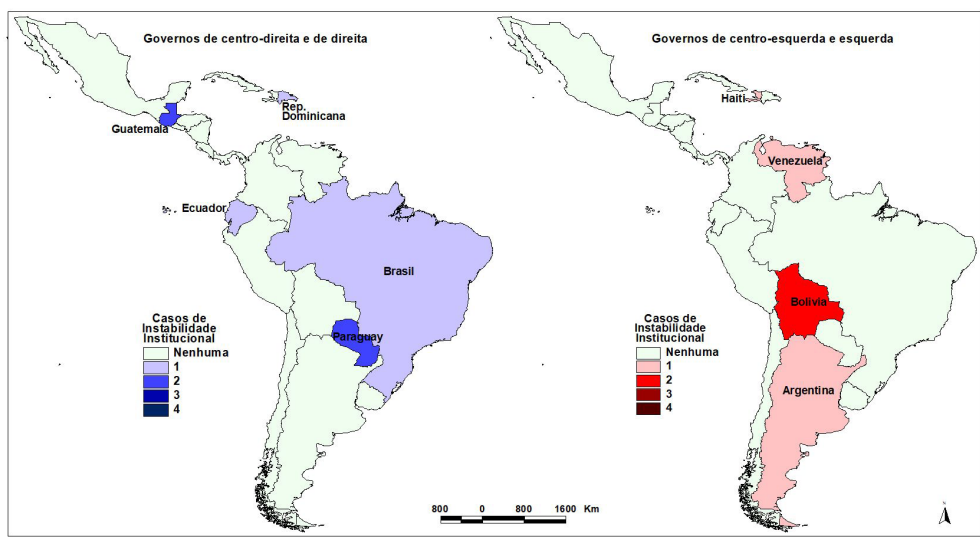 Governos de centro-direita e de direita
Rep.
Dominicana
Guatemala
Ecuador
Brasil
Paraguay
Casos de
Instabilidade
Institucional
Nenhuma
1
2
3
4
Governos de centro-esquerda e esquerda
Haiti
Venezuela
Bolivia
Argentina
Casos de
Instabilidade
Institucional
Nenhuma
1
2
3
4
800 0 800 1600 Km